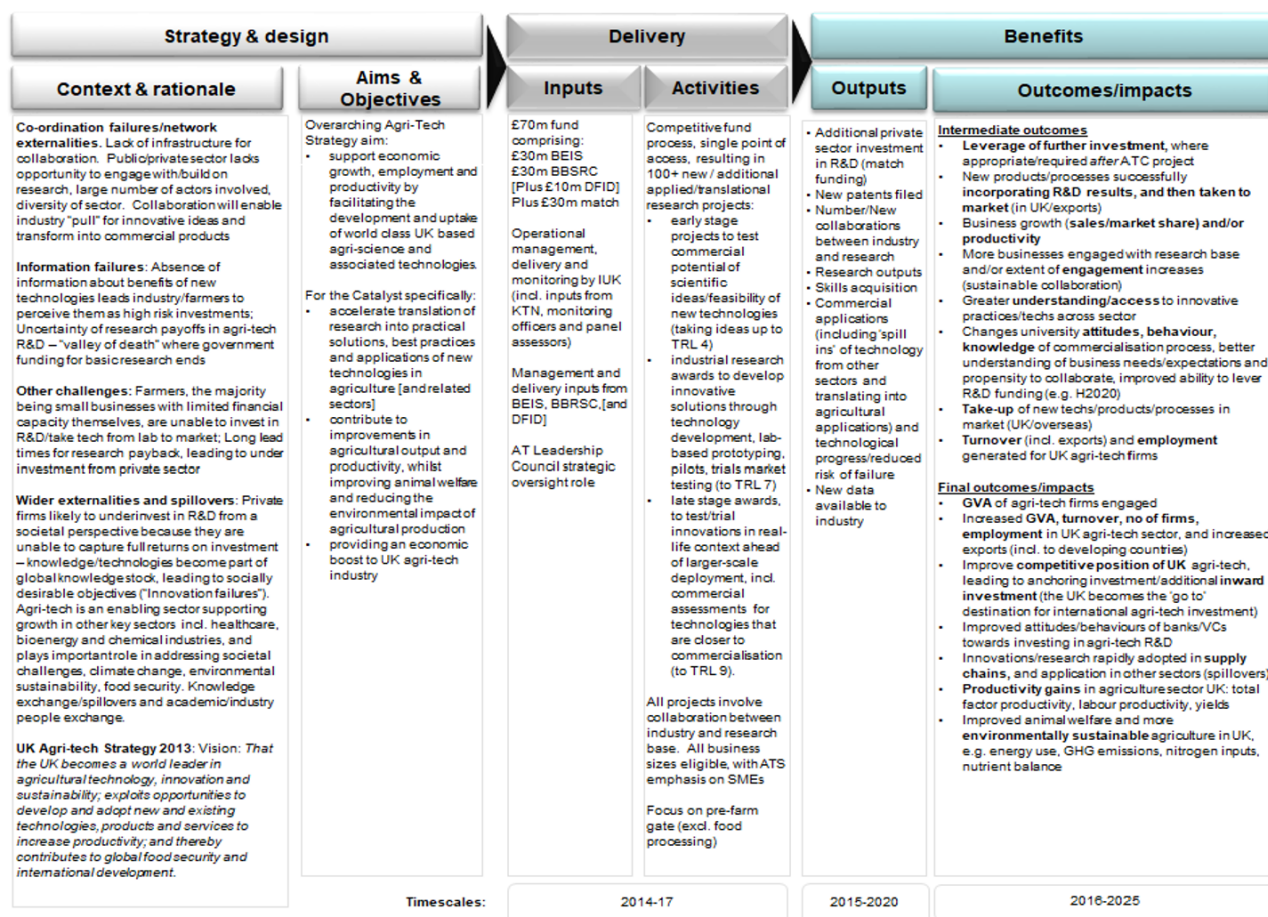 Strategy & design
Delivery
Benefits
Context & rationale
Aims &
Objectives
Inputs
Activities
Outputs
Outcomes/impacts
Co-ordination failures/network
externalities. Lack of infrastructure for
collaboration. Public/private sector lacks
opportunity to engage with/build on
research, large number of actors involved,
diversity of sector. Collaboration will enable
industry "pull" for innovative ideas and
transform into commercial products
Information failures: Absence of
information about benefits of new
technologies leads industry/farmers to
perceive them as high risk investments;
Uncertainty of research payoffs in agri-tech
R&D – "valley of death" where government
funding for basic research ends
Other challenges: Farmers, the majority
being small businesses with limited financial
capacity themselves, are unable to invest in
R&D/take tech from lab to market; Long lead
times for research payback, leading to under
investment from private sector
Wider externalities and spillovers: Private
firms likely to underinvest in R&D from a
societal perspective because they are
unable to capture full returns on investment
– knowledge/technologies become part of
global knowledge stock, leading to socially
desirable objectives ("Innovation failures").
Agri-tech is an enabling sector supporting
growth in other key sectors incl. healthcare,
bioenergy and chemical industries, and
plays important role in addressing societal
challenges, climate change, environmental
sustainability, food security. Knowledge
exchange/spillovers and academic/industry
people exchange.
UK Agri-tech Strategy 2013: Vision: That
the UK becomes a world leader in
agricultural technology, innovation and
sustainability; exploits opportunities to
develop and adopt new and existing
technologies, products and services to
increase productivity; and thereby
contributes to global food security and
international development.
Overarching Agri-Tech
Strategy aim:
• support economic
growth, employment and
productivity by
facilitating the
development and uptake
of world class UK based
agri-science and
associated technologies.
For the Catalyst specifically:
• accelerate translation of
research into practical
solutions, best practices
and applications of new
technologies in
agriculture [and related
sectors]
• contribute to
improvements in
agricultural output and
productivity, whilst
improving animal welfare
and reducing the
environmental impact of
agricultural production
• providing an economic
boost to UK agri-tech
industry
£70m fund
comprising:
£30m BEIS
£30m BBSRC
[Plus £10m DFID]
Plus £30m match
Operational
management,
delivery and
monitoring by IUK
(incl. inputs from
KTN, monitoring
officers and panel
assessors)
Management and
delivery inputs from
BEIS, BBRSC,[and
DFID]
AT Leadership
Council strategic
oversight role
Competitive fund
process, single point of
access, resulting in
100+ new / additional
applied/translational
research projects:
• early stage
projects to test
commercial
potential of
scientific
ideas/feasibility of
new technologies
(taking ideas up to
TRL 4)
• industrial research
awards to develop
innovative
solutions through
technology
development, lab-
based prototyping,
pilots, trials market
testing (to TRL 7)
• late stage awards,
to test/trial
innovations in real-
life context ahead
of larger-scale
deployment, incl.
commercial
assessments for
technologies that
are closer to
commercialisation
(to TRL 9).
All projects involve
collaboration between
industry and research
base. All business
sizes eligible, with ATS
emphasis on SMEs
Focus on pre-farm
gate (excl. food
processing)
• Additional private
sector investment
in R&D (match
funding)
• New patents filed
• Number/New
collaborations
between industry
and research
• Research outputs
• Skills acquisition
• Commercial
applications
(including 'spill
ins' of technology
from other
sectors and
translating into
agricultural
applications) and
technological
progress/reduced
risk of failure
• New data
available to
industry
Intermediate outcomes
• Leverage of further investment, where
appropriate/required after ATC project
• New products/processes successfully
incorporating R&D results, and then taken to
market (in UK/exports)
• Business growth (sales/market share) and/or
productivity
• More businesses engaged with research base
and/or extent of engagement increases
(sustainable collaboration)
• Greater understanding/access to innovative
practices/techs across sector
• Changes university attitudes, behaviour,
knowledge of commercialisation process, better
understanding of business needs/expectations and
propensity to collaborate, improved ability to lever
R&D funding (e.g. H2020)
• Take-up of new techs/products/processes in
market (UK/overseas)
• Turnover (incl. exports) and employment
generated for UK agri-tech firms
Final outcomes/impacts
• GVA of agri-tech firms engaged
• Increased GVA, turnover, no of firms,
employment in UK agri-tech sector, and increased
exports (incl. to developing countries)
• Improve competitive position of UK agri-tech,
leading to anchoring investment/additional inward
investment (the UK becomes the 'go to'
destination for international agri-tech investment)
• Improved attitudes/behaviours of banks/VCs
towards investing in agri-tech R&D
• Innovations/research rapidly adopted in supply
chains, and application in other sectors (spillovers)
• Productivity gains in agriculture sector UK: total
factor productivity, labour productivity, yields
• Improved animal welfare and more
environmentally sustainable agriculture in UK,
e.g. energy use, GHG emissions, nitrogen inputs,
nutrient balance
Timescales:
2014-17
2015-2020
2016-2025